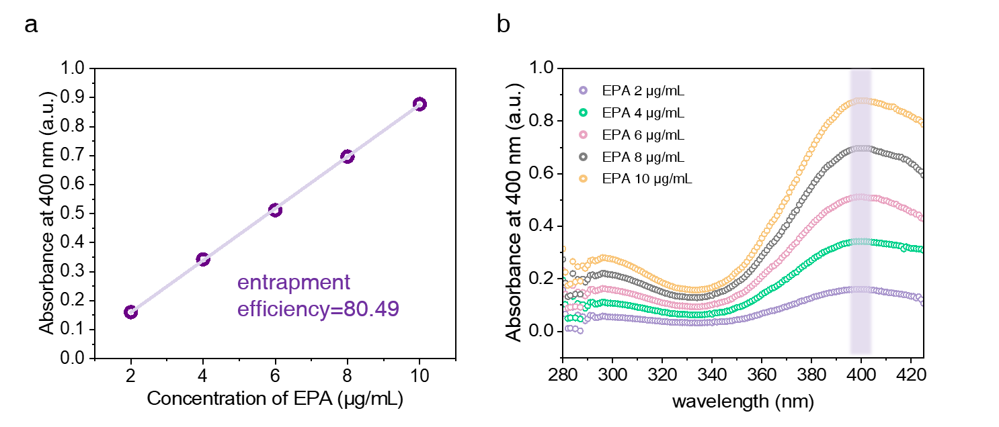 a
b
1.0
0.9
0.8
0.7
0.6
0.5
0.4
0.3
0.2
0.1
0.0
Absorbance at 400 nm (a.u.)
entrapment
efficiency=80.49
2 4 6 8 10
Concentration of EPA (µg/mL)
1.0
0.8
0.6
0.4
0.2
0.0
Absorbance at 400 nm (a.u.)
EPA 2 µg/mL
EPA 4 µg/mL
EPA 6 µg/mL
EPA 8 µg/mL
EPA 10 µg/mL
280 300 320 340 360 380 400 420
wavelength (nm)